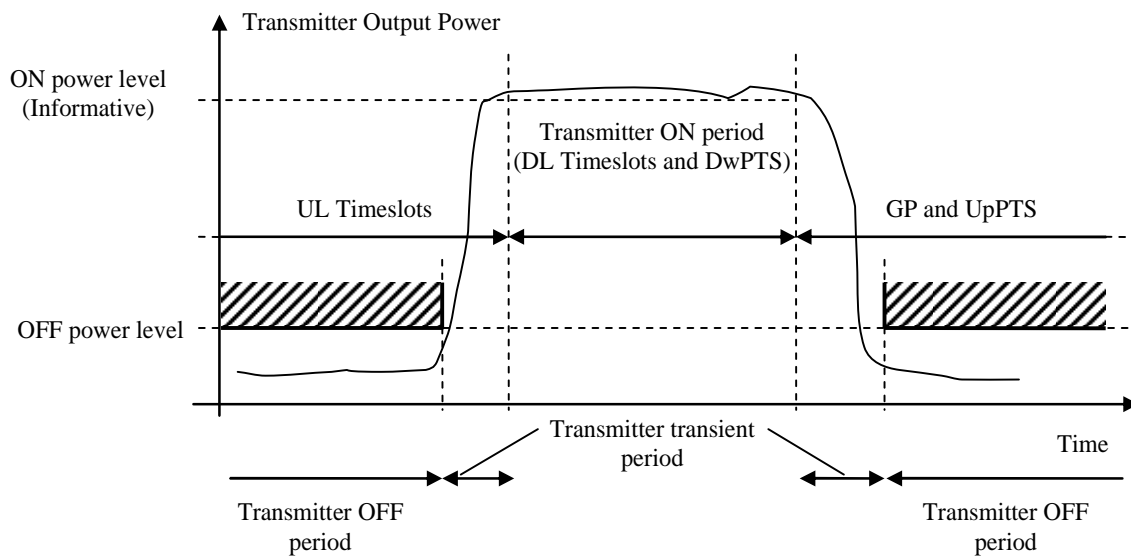 Transmitter Output Power
ON power level
(Informative)
Transmitter ON period
(DL Timeslots and DwPTS)
UL Timeslots
GP and UpPTS
OFF power level
Transmitter transient
period
Time
Transmitter OFF
period
Transmitter OFF
period